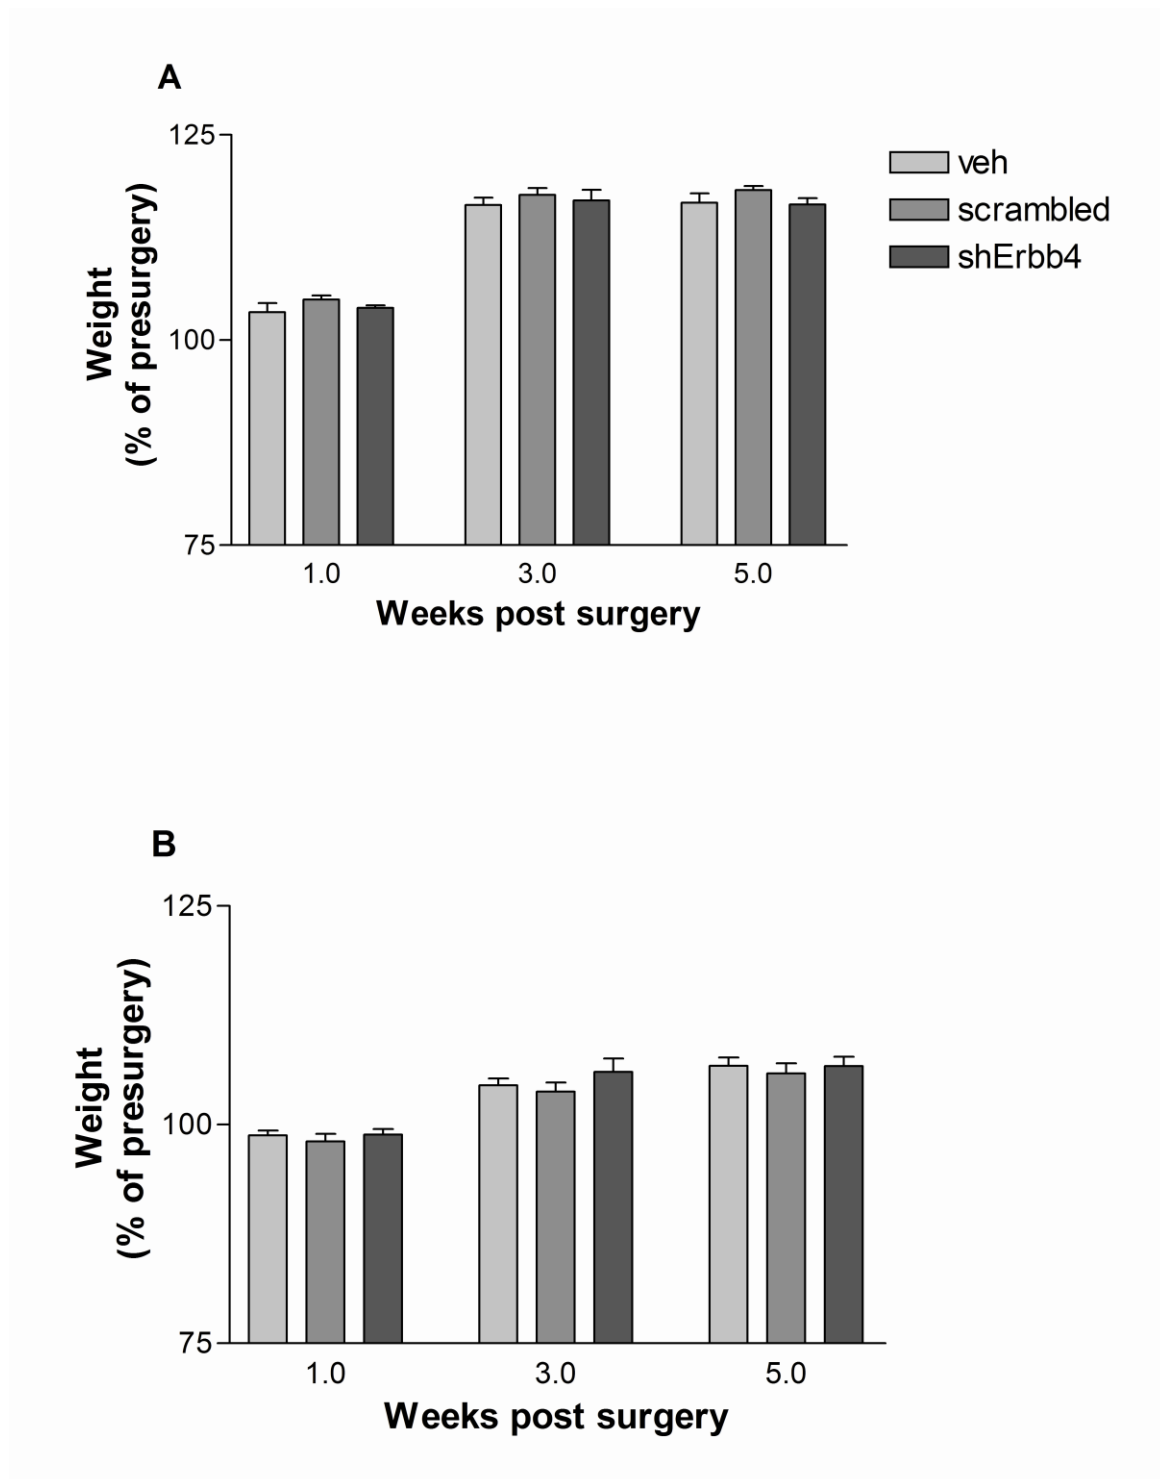 A
125
100
75
Weight
(% of presurgery)
1.0 3.0 5.0
Weeks post surgery
veh
scrambled
shErbb4
B
125
100
75
Weight
(% of presurgery)
1.0 3.0 5.0
Weeks post surgery